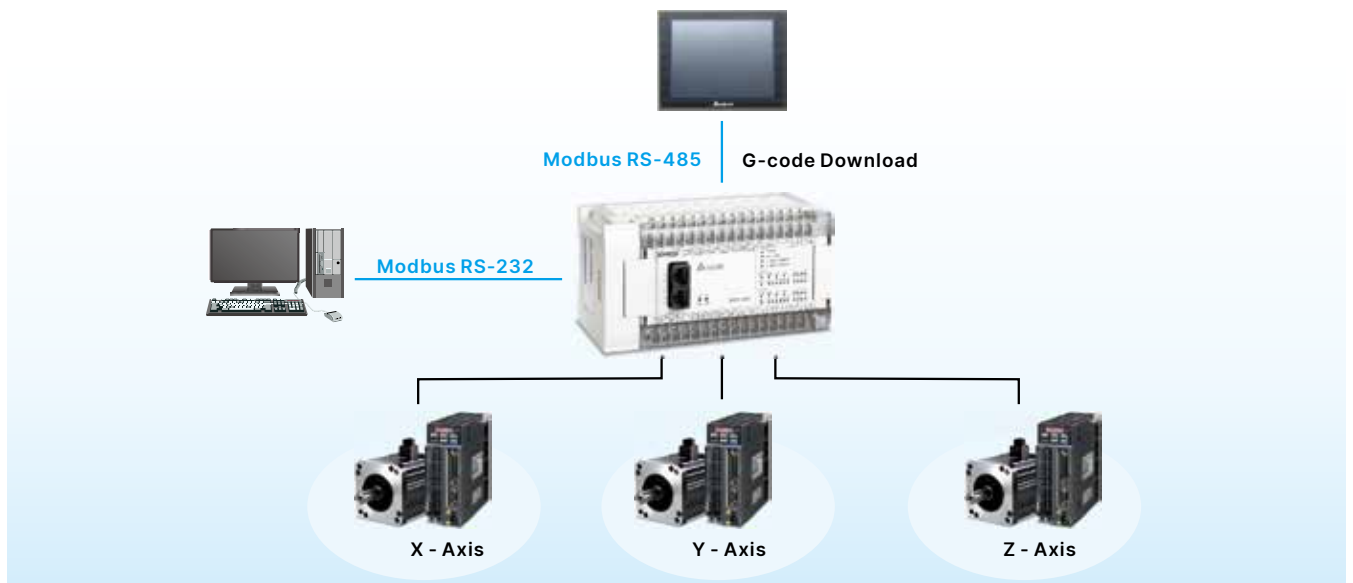 Modbus RS-485
G-code Download
Modbus RS-232
X - Axis
Y - Axis
Z - Axis